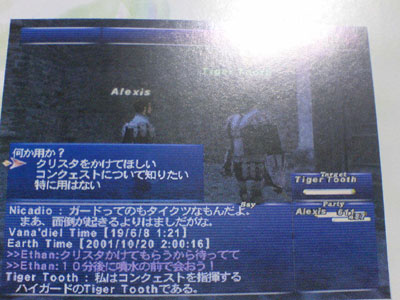 Alexis
Tiger Tooth
何か用か？
クリスタをかけてほしい
コンクェストについて知りたい
特に用はない
Target
Tiger Tooth
Party
Alexis
Say
Nicadio : ガードってのもタイクツなもんだよ。
まあ、面倒が起きるよりはましだがな。
Vana'diel Time [19/6/8 1:21]
Earth Time [2001/10/20 2:00:16]
>>Ethan:クリスタかけてもらうから待ってて
>>Ethan:１０分後に噴水の前で会おう！
Tiger Tooth : 私はコンクェストを指揮する
ハイガードのTiger Toothである。